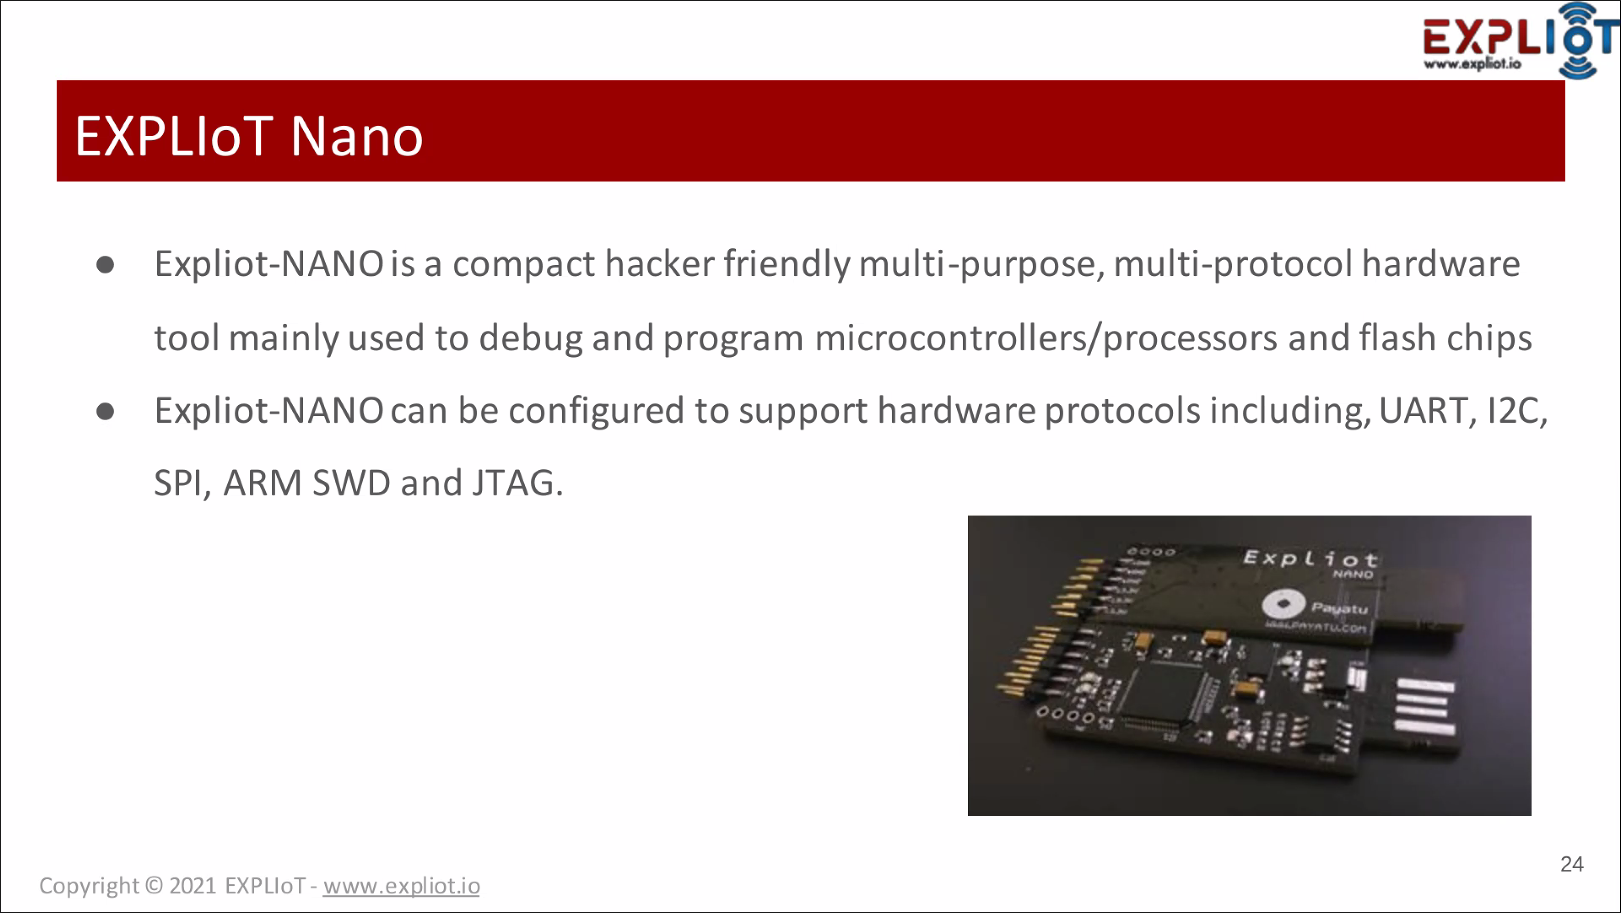 EXPLIoT
www.expliot.io
EXPLIoT Nano
● Expliot-NANO is a compact hacker friendly multi-purpose, multi-protocol hardware
tool mainly used to debug and program microcontrollers/processors and flash chips
● Expliot-NANO can be configured to support hardware protocols including, UART, I2C,
SPI, ARM SWD and JTAG.
Expliot
NANO
Payatu
WWW.PAYATU.COM
Copyright © 2021 EXPLIoT - www.expliot.io
24